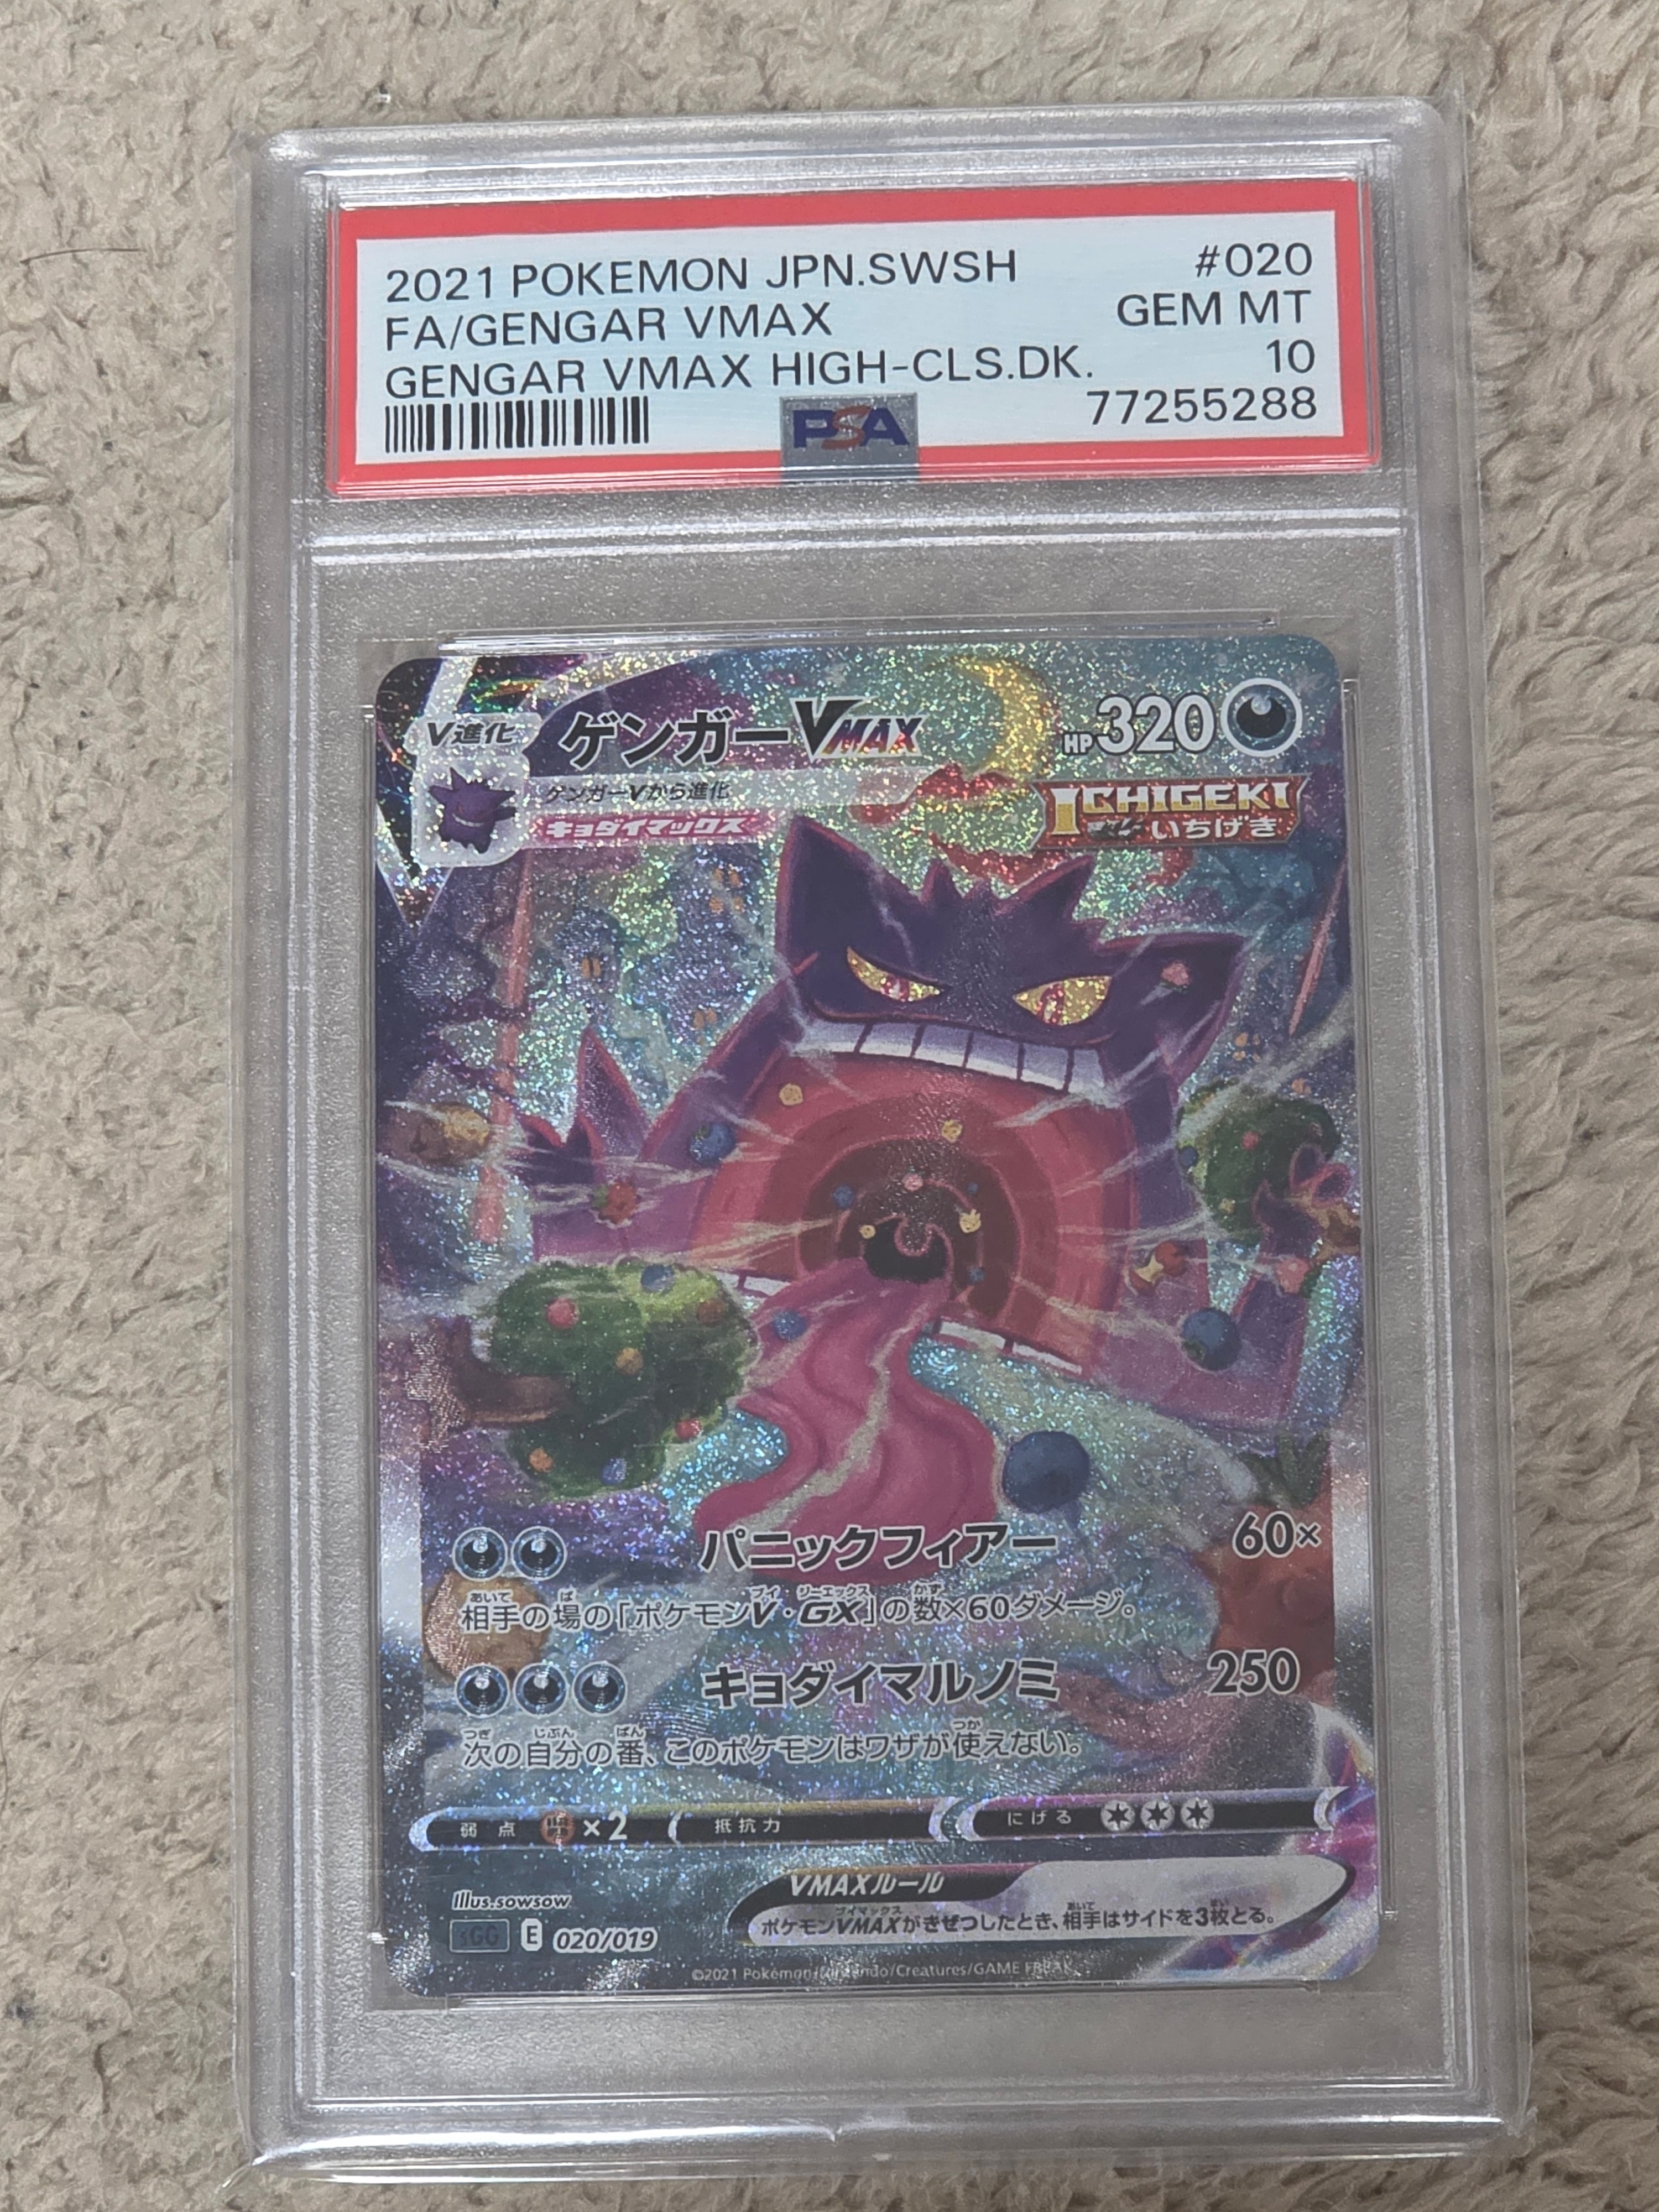 2021 POKEMON JPN.SWSH #020
FA/GENGAR VMAX GEM MT
GENGAR VMAX HIGH-CLS.DK. 10
77255288
PSA
V進化
ゲンガーVMAX
HP320
ゲンガーVから進化
キョダイマックス
ICHIGEKI
いちげき
パニックフィアー 60×
相手の場の「ポケモンV・GX」の数×60ダメージ。
キョダイマルノミ 250
次の自分の番、このポケモンはワザが使えない。
弱点 ×2 抵抗力 にげる
VMAXルール
ポケモンVMAXがきぜつしたとき、相手はサイドを3枚とる。
Illus.sowsow
sGG E 020/019
©2021 Pokémon/Nintendo/Creatures/GAME FREAK